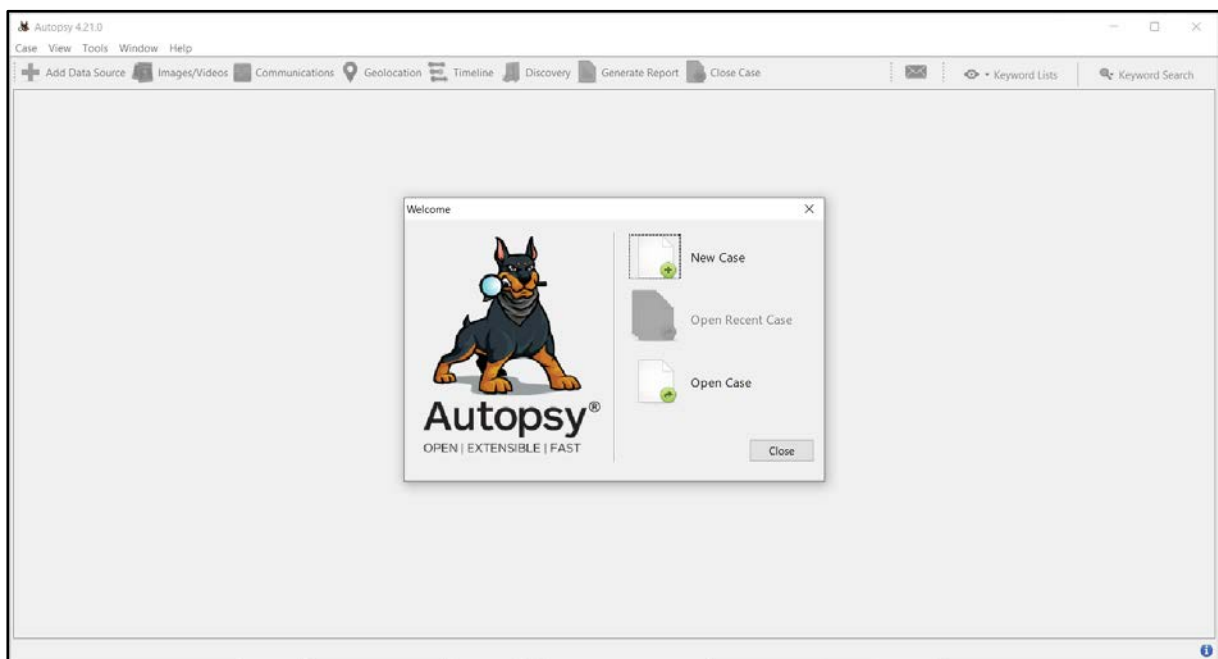 Autopsy 4.21.0
Case View Tools Window Help
Add Data Source Images/Videos Communications Geolocation Timeline Discovery Generate Report Close Case Keyword Lists Keyword Search
Welcome
New Case
Open Recent Case
Open Case
Autopsy®
OPEN | EXTENSIBLE | FAST
Close